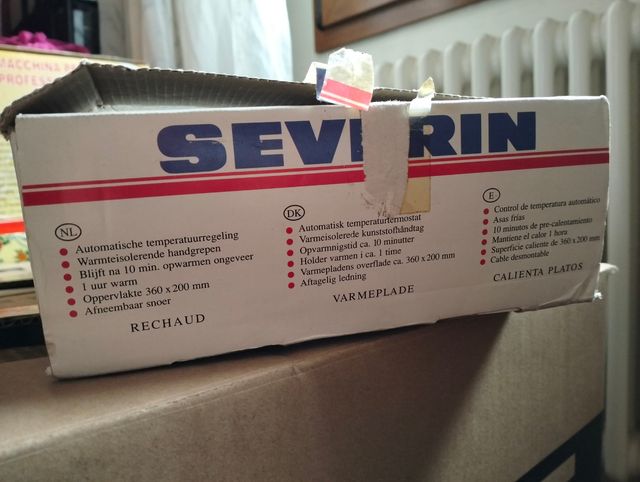 MACCHINA
PROFESS
SEVERIN
NL
Automatische temperatuurregeling
Warmteisolerende handgrepen
Blijft na 10 min. opwarmen ongeveer
1 uur warm
Oppervlakte 360 x 200 mm
Afneembaar snoer
RECHAUD
DK
Automatisk temperaturtermostat
Varmeisolerede kunststofhåndtag
Opvarmnigstid ca. 10 minutter
Holder varmen i ca. 1 time
Varmepladens overflade ca. 360 x 200 mm
Aftagelig ledning
VARMEPLADE
E
Control de temperatura automático
Asas frías
10 minutos de pre-calentamiento
Mantiene el calor 1 hora
Superficie caliente de 360 x 200 mm
Cable desmontable
CALIENTA PLATOS